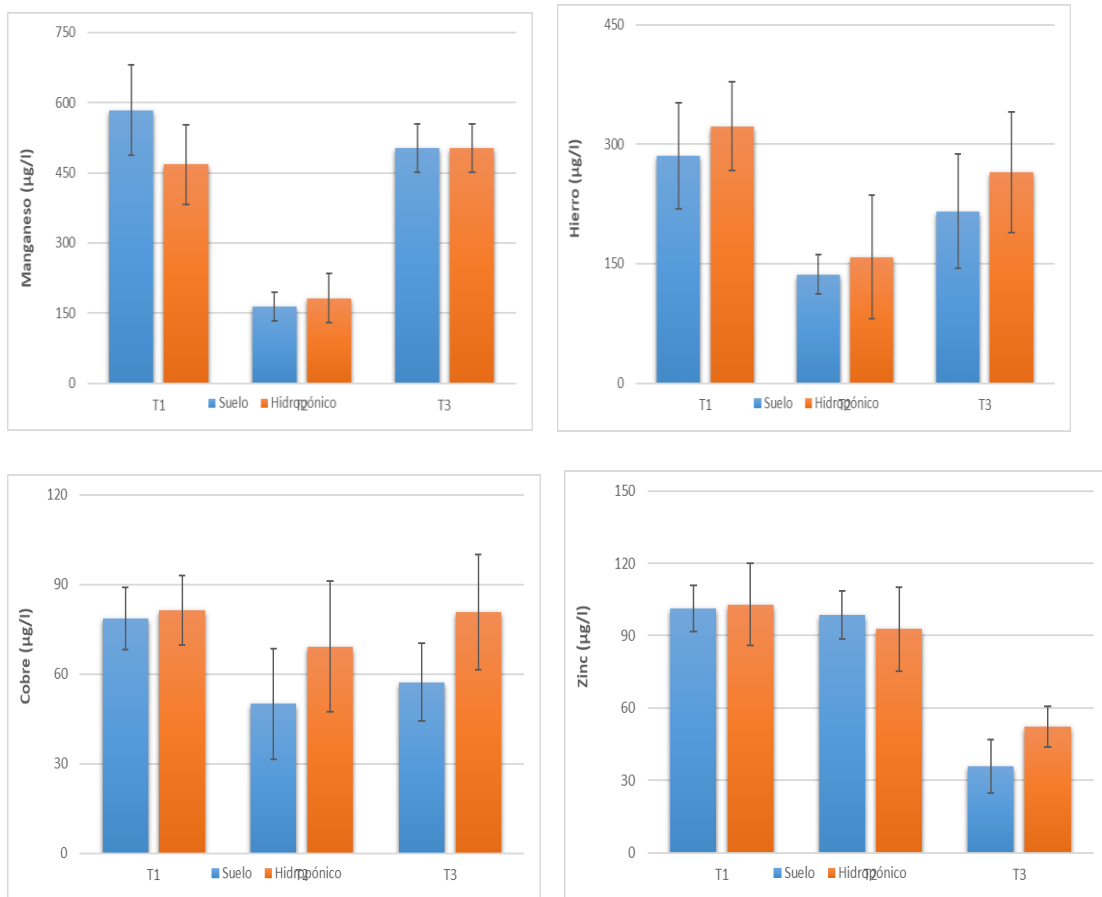 Manganeso (µg/l)
750
600
450
300
150
0
T1
T2
T3
Suelo
Hidropónico
Hierro (µg/l)
450
300
150
0
T1
T2
T3
Suelo
Hidropónico
Cobre (µg/l)
120
90
60
30
0
T1
T2
T3
Suelo
Hidropónico
Zinc (µg/l)
150
120
90
60
30
0
T1
T2
T3
Suelo
Hidropónico